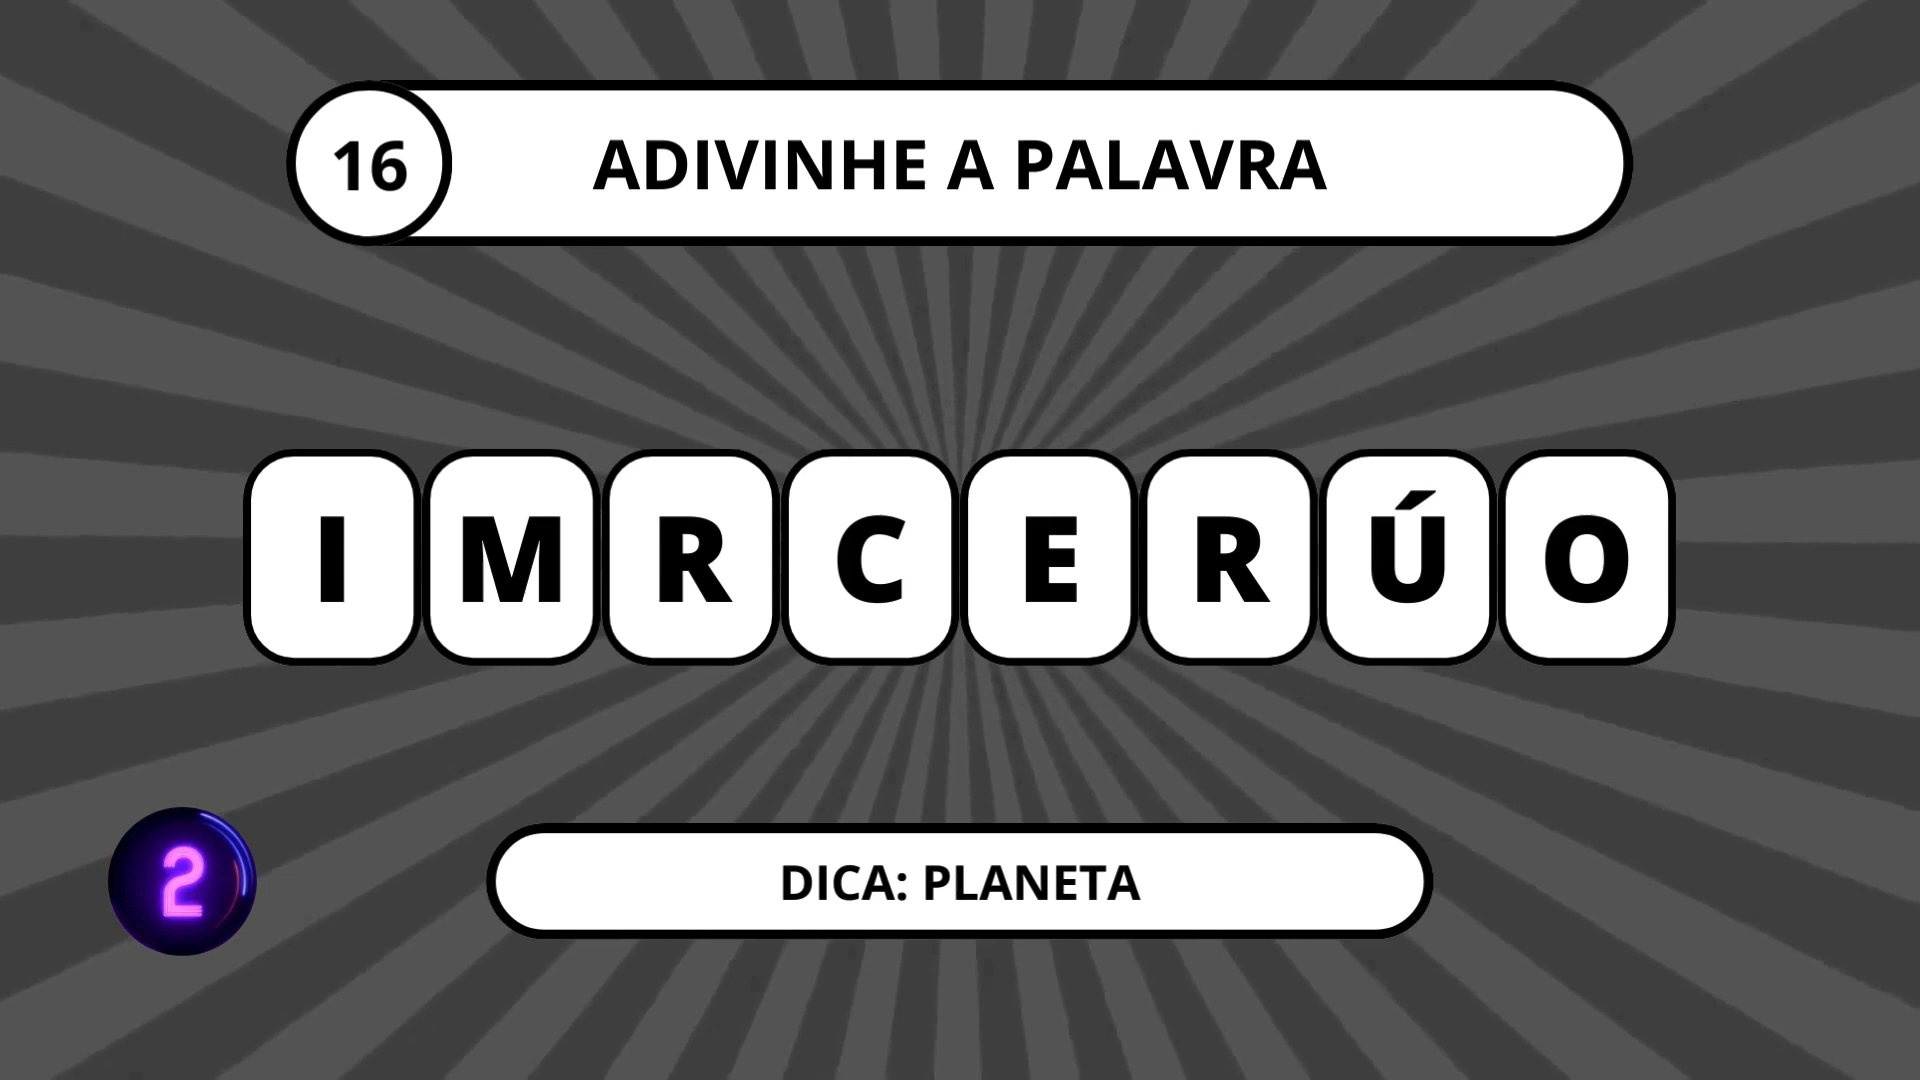 16
ADIVINHE A PALAVRA
I M R C E R Ú O
2
DICA: PLANETA